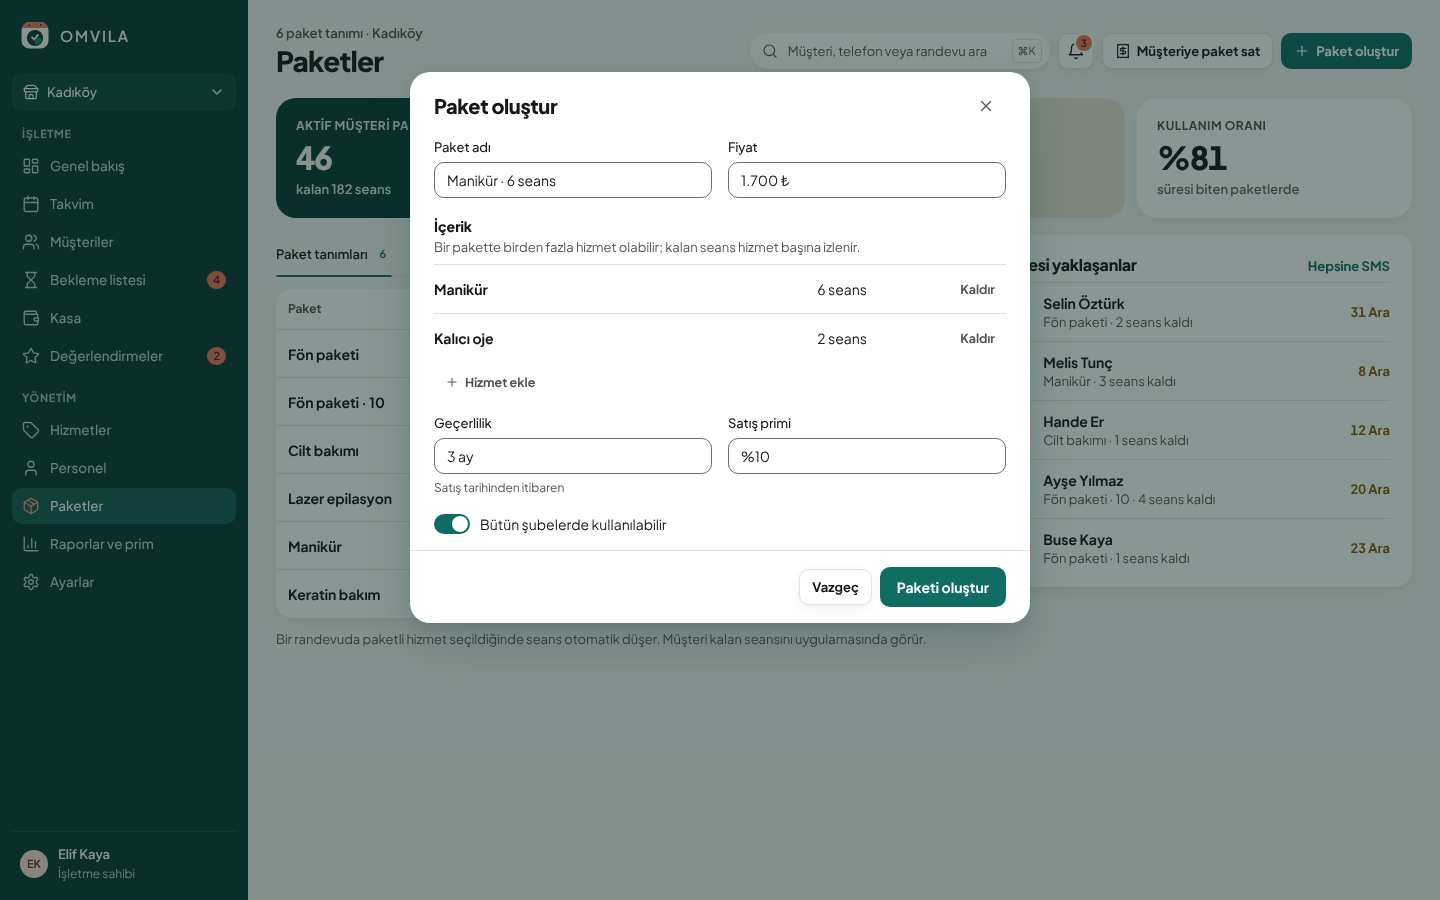 OMVILA
Kadıköy
İŞLETME
Genel bakış
Takvim
Müşteriler
Bekleme listesi 4
Kasa
Değerlendirmeler 2
YÖNETİM
Hizmetler
Personel
Paketler
Raporlar ve prim
Ayarlar
EK
Elif Kaya
İşletme sahibi
6 paket tanımı · Kadıköy
Paketler
Müşteri, telefon veya randevu ara ⌘K
3
Müşteriye paket sat
Paket oluştur
AKTİF MÜŞTERİ PA
46
kalan 182 seans
KULLANIM ORANI
%81
süresi biten paketlerde
Paket tanımları 6
Paket
Fön paketi
Fön paketi · 10
Cilt bakımı
Lazer epilasyon
Manikür
Keratin bakım
Bir randevuda paketli hizmet seçildiğinde seans otomatik düşer. Müşteri kalan seansını uygulamasında görür.
esi yaklaşanlar
Hepsine SMS
Selin Öztürk
Fön paketi · 2 seans kaldı
31 Ara
Melis Tunç
Manikür · 3 seans kaldı
8 Ara
Hande Er
Cilt bakımı · 1 seans kaldı
12 Ara
Ayşe Yılmaz
Fön paketi · 10 · 4 seans kaldı
20 Ara
Buse Kaya
Fön paketi · 1 seans kaldı
23 Ara
Paket oluştur
Paket adı
Manikür · 6 seans
Fiyat
1.700 ₺
İçerik
Bir pakette birden fazla hizmet olabilir; kalan seans hizmet başına izlenir.
Manikür 6 seans Kaldır
Kalıcı oje 2 seans Kaldır
Hizmet ekle
Geçerlilik
3 ay
Satış tarihinden itibaren
Satış primi
%10
Bütün şubelerde kullanılabilir
Vazgeç
Paketi oluştur